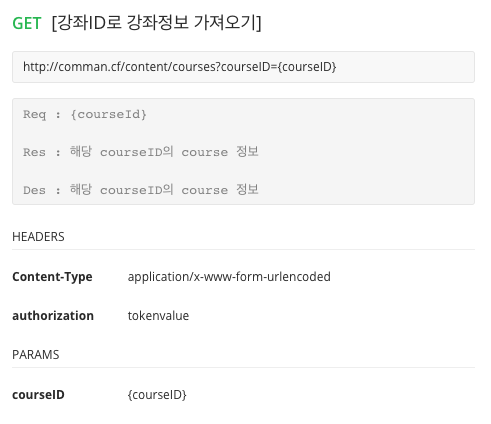 GET [강좌ID로 강좌정보 가져오기]
http://comman.cf/content/courses?courseID={courseID}
Req : {courseId}
Res : 해당 courseID의 course 정보
Des : 해당 courseID의 course 정보
HEADERS
Content-Type application/x-www-form-urlencoded
authorization tokenvalue
PARAMS
courseID {courseID}